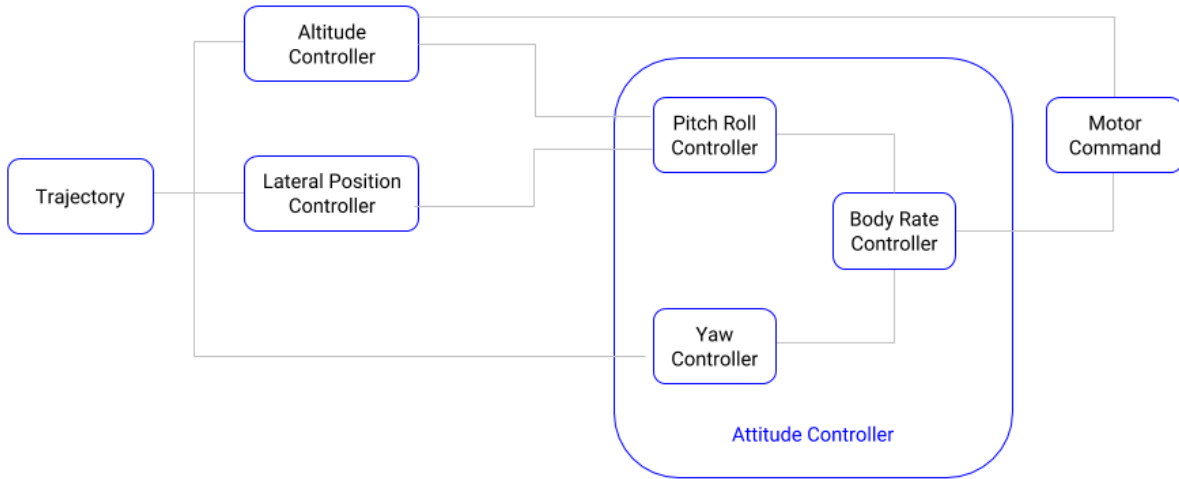 Altitude
Controller
Pitch Roll
Controller
Motor
Command
Trajectory
Lateral Position
Controller
Body Rate
Controller
Yaw
Controller
Attitude Controller